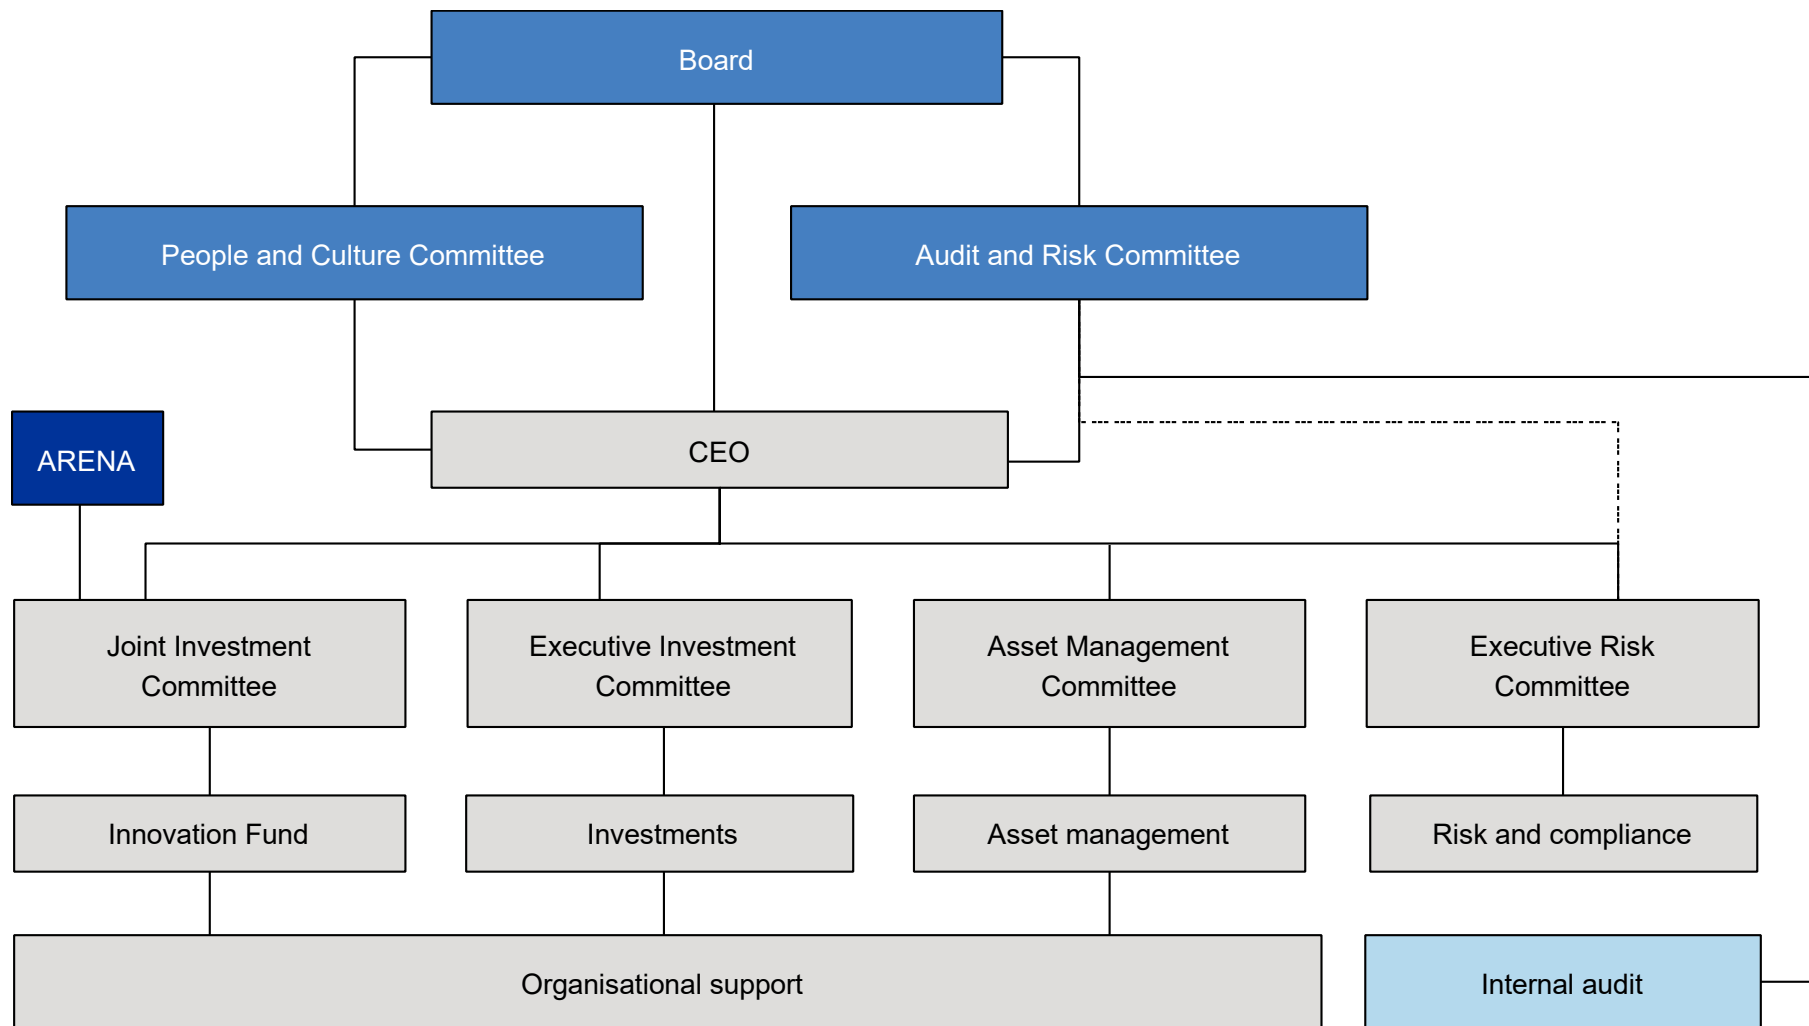 Board
People and Culture Committee
Audit and Risk Committee
ARENA
CEO
Joint Investment
Committee
Executive Investment
Committee
Asset Management
Committee
Executive Risk
Committee
Innovation Fund
Investments
Asset management
Risk and compliance
Organisational support
Internal audit